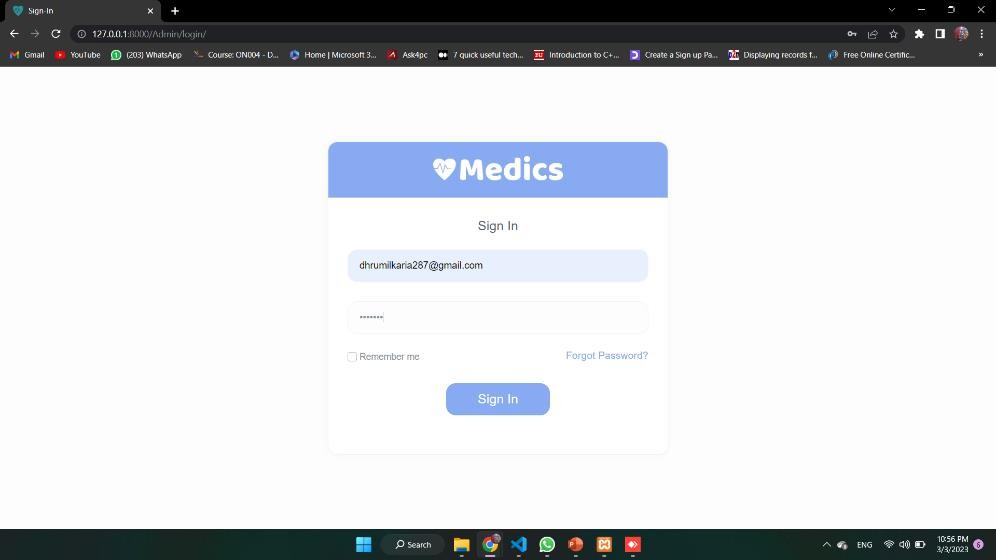 Sign-In
127.0.0.1:8000/Admin/login/
Gmail YouTube (203) WhatsApp Course: ON004 - D... Home | Microsoft 3... Ask4pc 7 quick useful tech... Introduction to C+... Create a Sign up Pa... Displaying records f... Free Online Certific... »
Medics
Sign In
dhrumilkaria287@gmail.com
Remember me Forgot Password?
Sign In
Search ENG 10:56 PM
3/3/2023 6